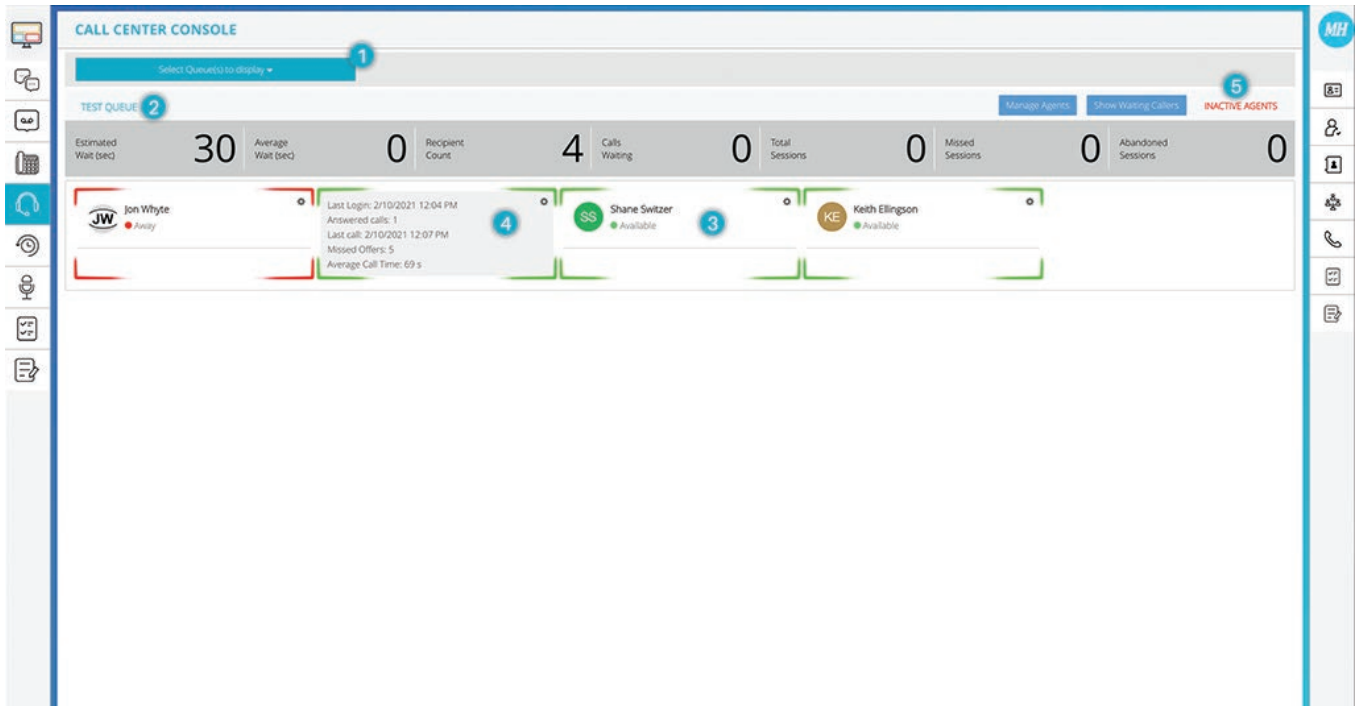 CALL CENTER CONSOLE
MH
1
Select Queue(s) to display
TEST QUEUE 2
Manage Agents
Show Waiting Callers
5
INACTIVE AGENTS
Estimated
Wait (sec)
30
Average
Wait (sec)
0
Recipient
Count
4
Calls
Waiting
0
Total
Sessions
0
Missed
Sessions
0
Abandoned
Sessions
0
JW
Jon Whyte
Away
Last Login: 2/10/2021 12:04 PM
Answered calls: 1
Last call: 2/10/2021 12:07 PM
Missed Offers: 5
Average Call Time: 69 s
4
SS
Shane Switzer
Available
3
KE
Keith Ellingson
Available